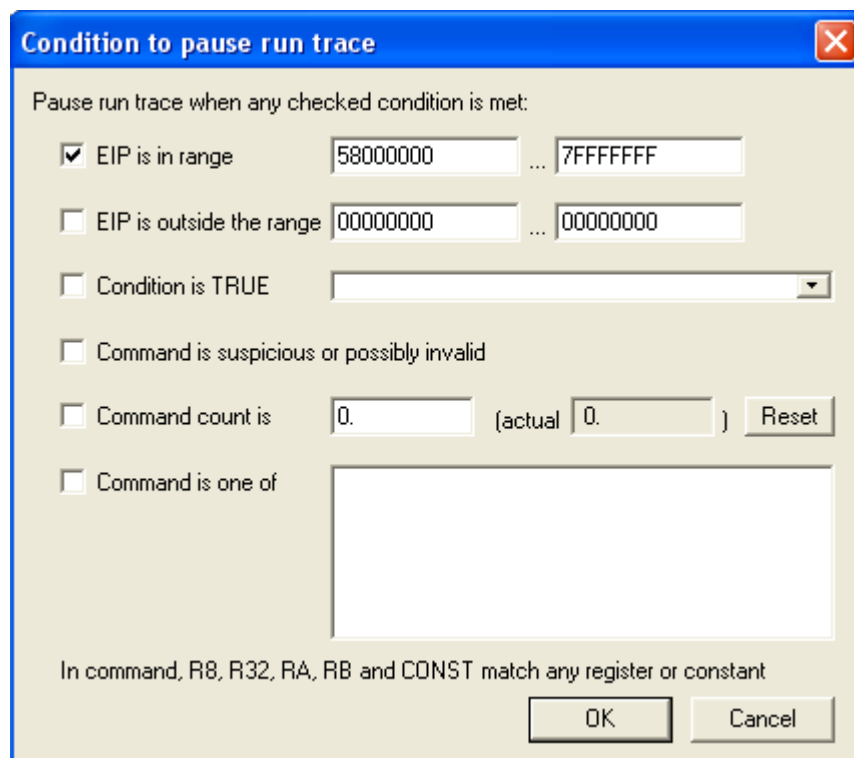 Condition to pause run trace
Pause run trace when any checked condition is met:
EIP is in range 58000000 ... 7FFFFFFF
EIP is outside the range 00000000 ... 00000000
Condition is TRUE
Command is suspicious or possibly invalid
Command count is 0. (actual 0. ) Reset
Command is one of
In command, R8, R32, RA, RB and CONST match any register or constant
OK Cancel